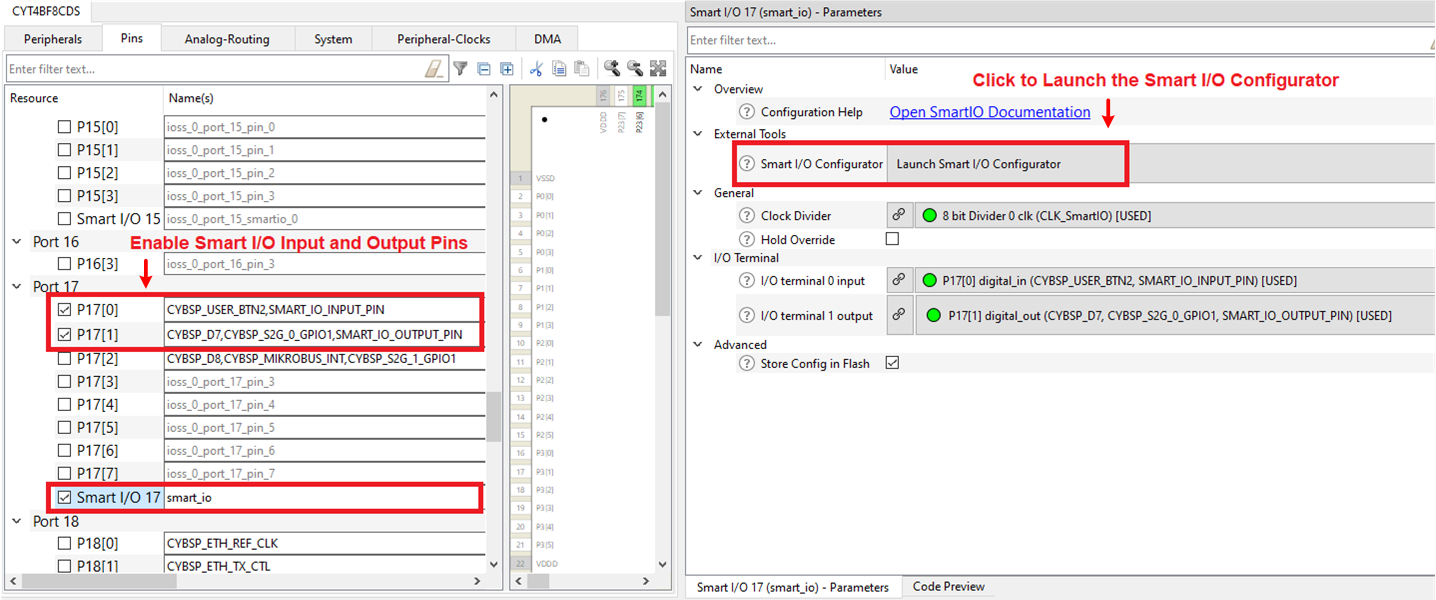 CYT4BF8CDS
Peripherals
Pins
Analog-Routing
System
Peripheral-Clocks
DMA
Enter filter text...
Resource
Name(s)
P15[0]
ioss_0_port_15_pin_0
P15[1]
ioss_0_port_15_pin_1
P15[2]
ioss_0_port_15_pin_2
P15[3]
ioss_0_port_15_pin_3
Smart I/O 15
ioss_0_port_15_smartio_0
Port 16
Enable Smart I/O Input and Output Pins
P16[3]
ioss_0_port_16_pin_3
Port 17
P17[0]
CYBSP_USER_BTN2,SMART_IO_INPUT_PIN
P17[1]
CYBSP_D7,CYBSP_S2G_0_GPIO1,SMART_IO_OUTPUT_PIN
P17[2]
CYBSP_D8,CYBSP_MIKROBUS_INT,CYBSP_S2G_1_GPIO1
P17[3]
ioss_0_port_17_pin_3
P17[4]
ioss_0_port_17_pin_4
P17[5]
ioss_0_port_17_pin_5
P17[6]
ioss_0_port_17_pin_6
P17[7]
ioss_0_port_17_pin_7
Smart I/O 17
smart_io
Port 18
P18[0]
CYBSP_ETH_REF_CLK
P18[1]
CYBSP_ETH_TX_CTL
176
175
174
VDDD
P23[7]
P23[6]
1 VSSD
2 P0[0]
3 P0[1]
4 P0[2]
5 P0[3]
6 P1[0]
7 P1[1]
8 P1[2]
9 P1[3]
10 P2[0]
11 P2[1]
12 P2[2]
13 P2[3]
14 P2[4]
15 P2[5]
16 P3[0]
17 P3[1]
18 P3[2]
19 P3[3]
20 P3[4]
21 P3[5]
22 VDDD
Smart I/O 17 (smart_io) - Parameters
Enter filter text...
Name
Value
Click to Launch the Smart I/O Configurator
Overview
Configuration Help
Open SmartIO Documentation
External Tools
Smart I/O Configurator
Launch Smart I/O Configurator
General
Clock Divider
8 bit Divider 0 clk (CLK_SmartIO) [USED]
Hold Override
I/O Terminal
I/O terminal 0 input
P17[0] digital_in (CYBSP_USER_BTN2, SMART_IO_INPUT_PIN) [USED]
I/O terminal 1 output
P17[1] digital_out (CYBSP_D7, CYBSP_S2G_0_GPIO1, SMART_IO_OUTPUT_PIN) [USED]
Advanced
Store Config in Flash
Smart I/O 17 (smart_io) - Parameters
Code Preview